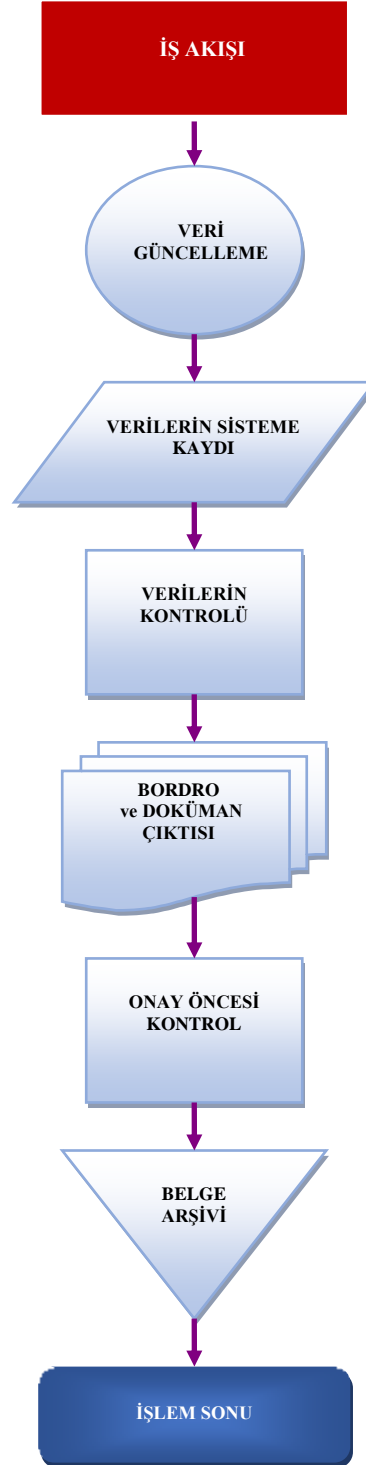 İŞ AKIŞI
VERİ
GÜNCELLEME
VERİLERİN SİSTEME
KAYDI
VERİLERİN
KONTROLÜ
BORDRO
ve DOKÜMAN
ÇIKTISI
ONAY ÖNCESİ
KONTROL
BELGE
ARŞİVİ
İŞLEM SONU